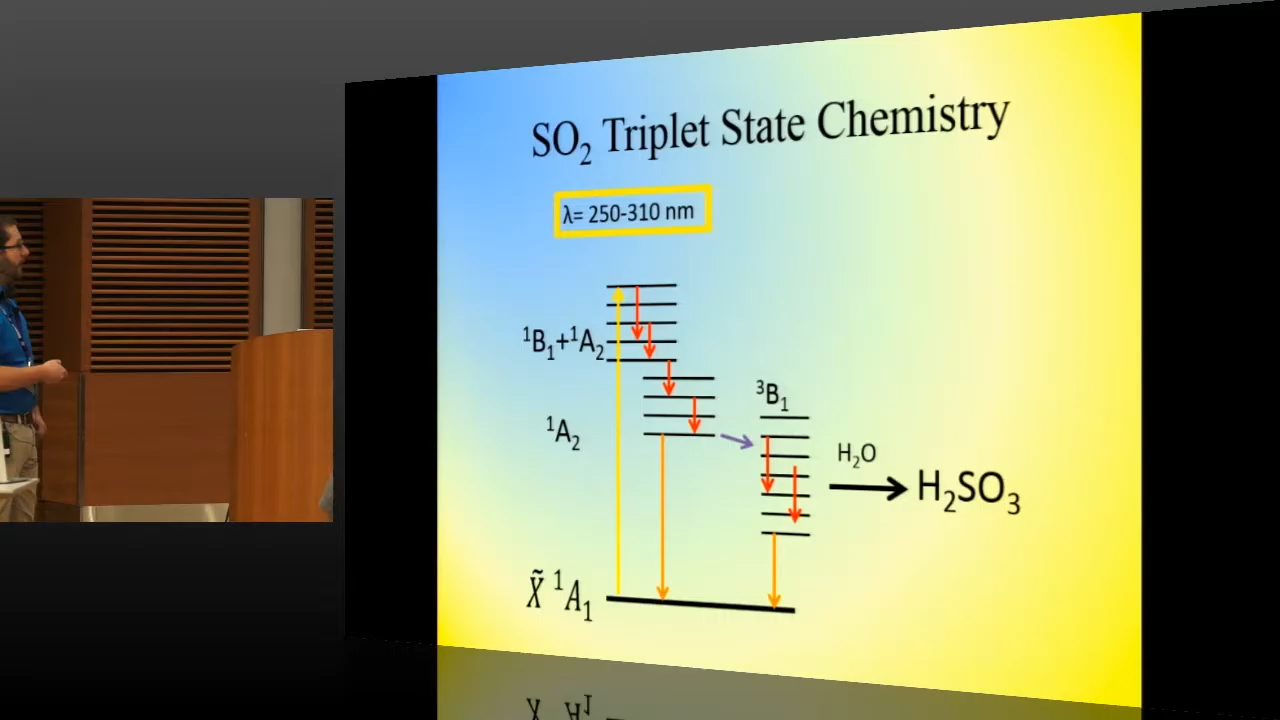 SO₂ Triplet State Chemistry
λ= 250-310 nm
¹B₁+¹A₂
³B₁
¹A₂
H₂O
H₂SO₃
X̃ ¹A₁